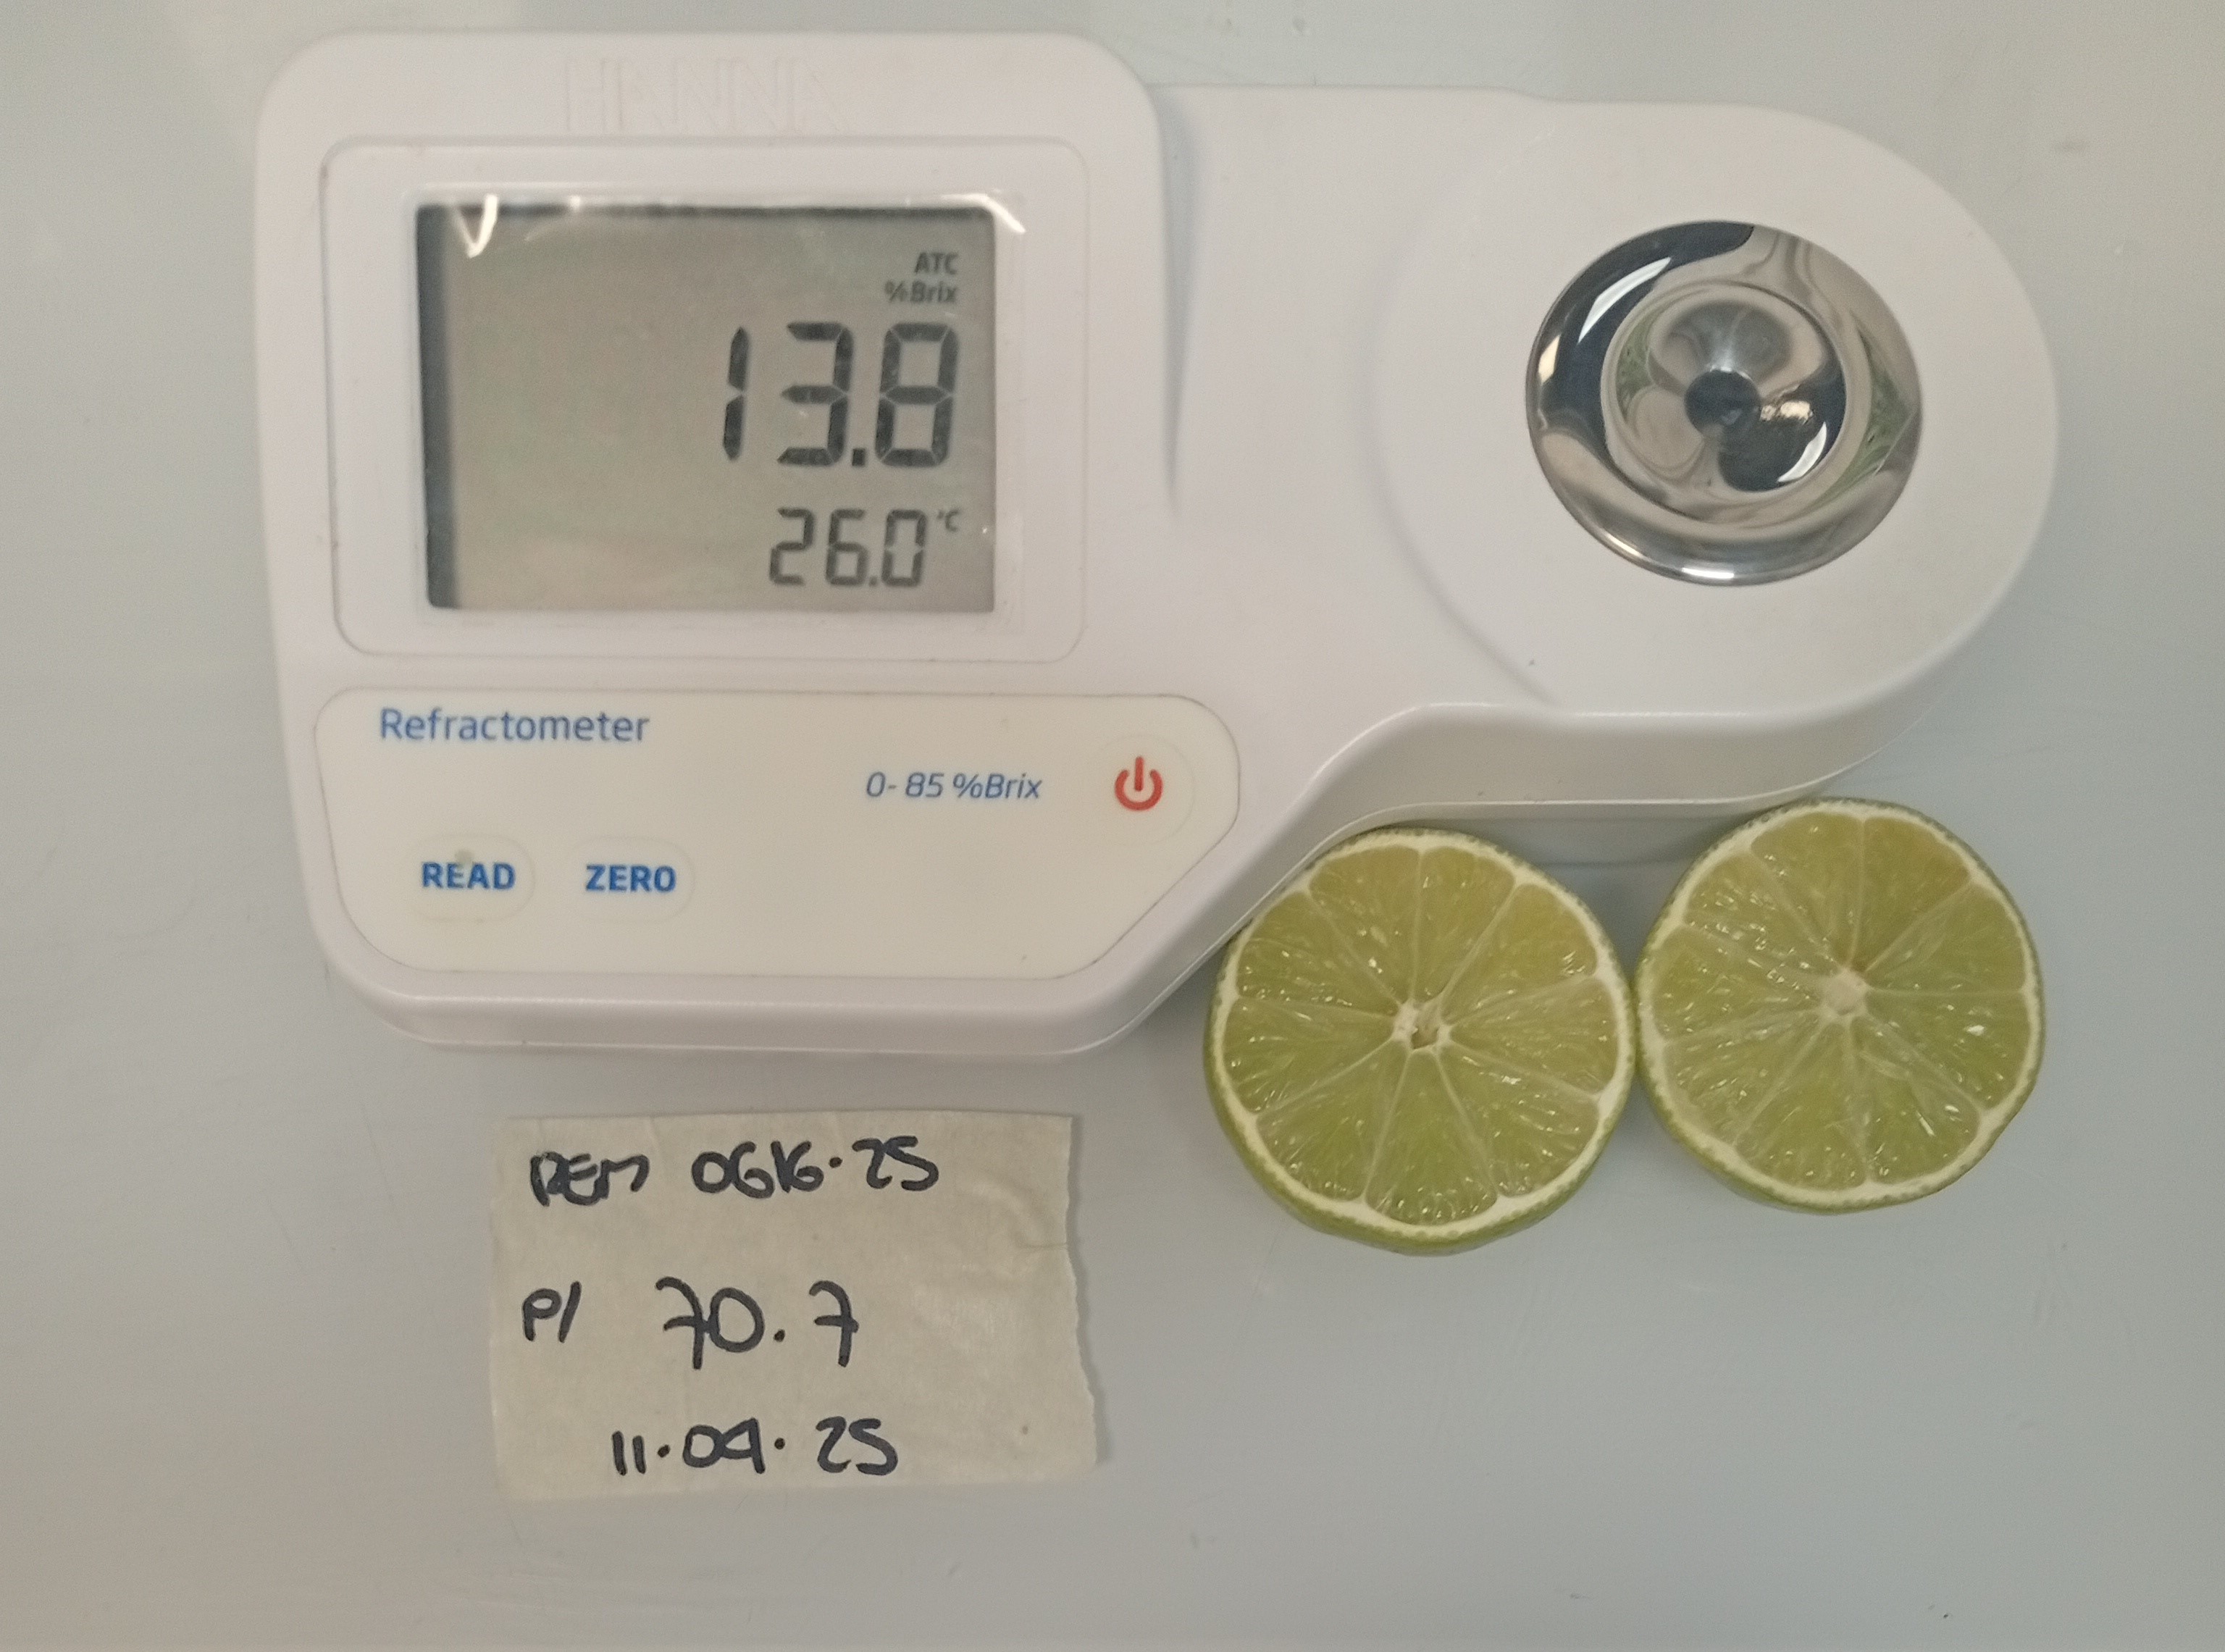 HANNA
ATC
%Brix
13.8
26.0 °C
Refractometer
0-85 %Brix
READ ZERO
REM 0616.25
P/ 70.7
11.04.25